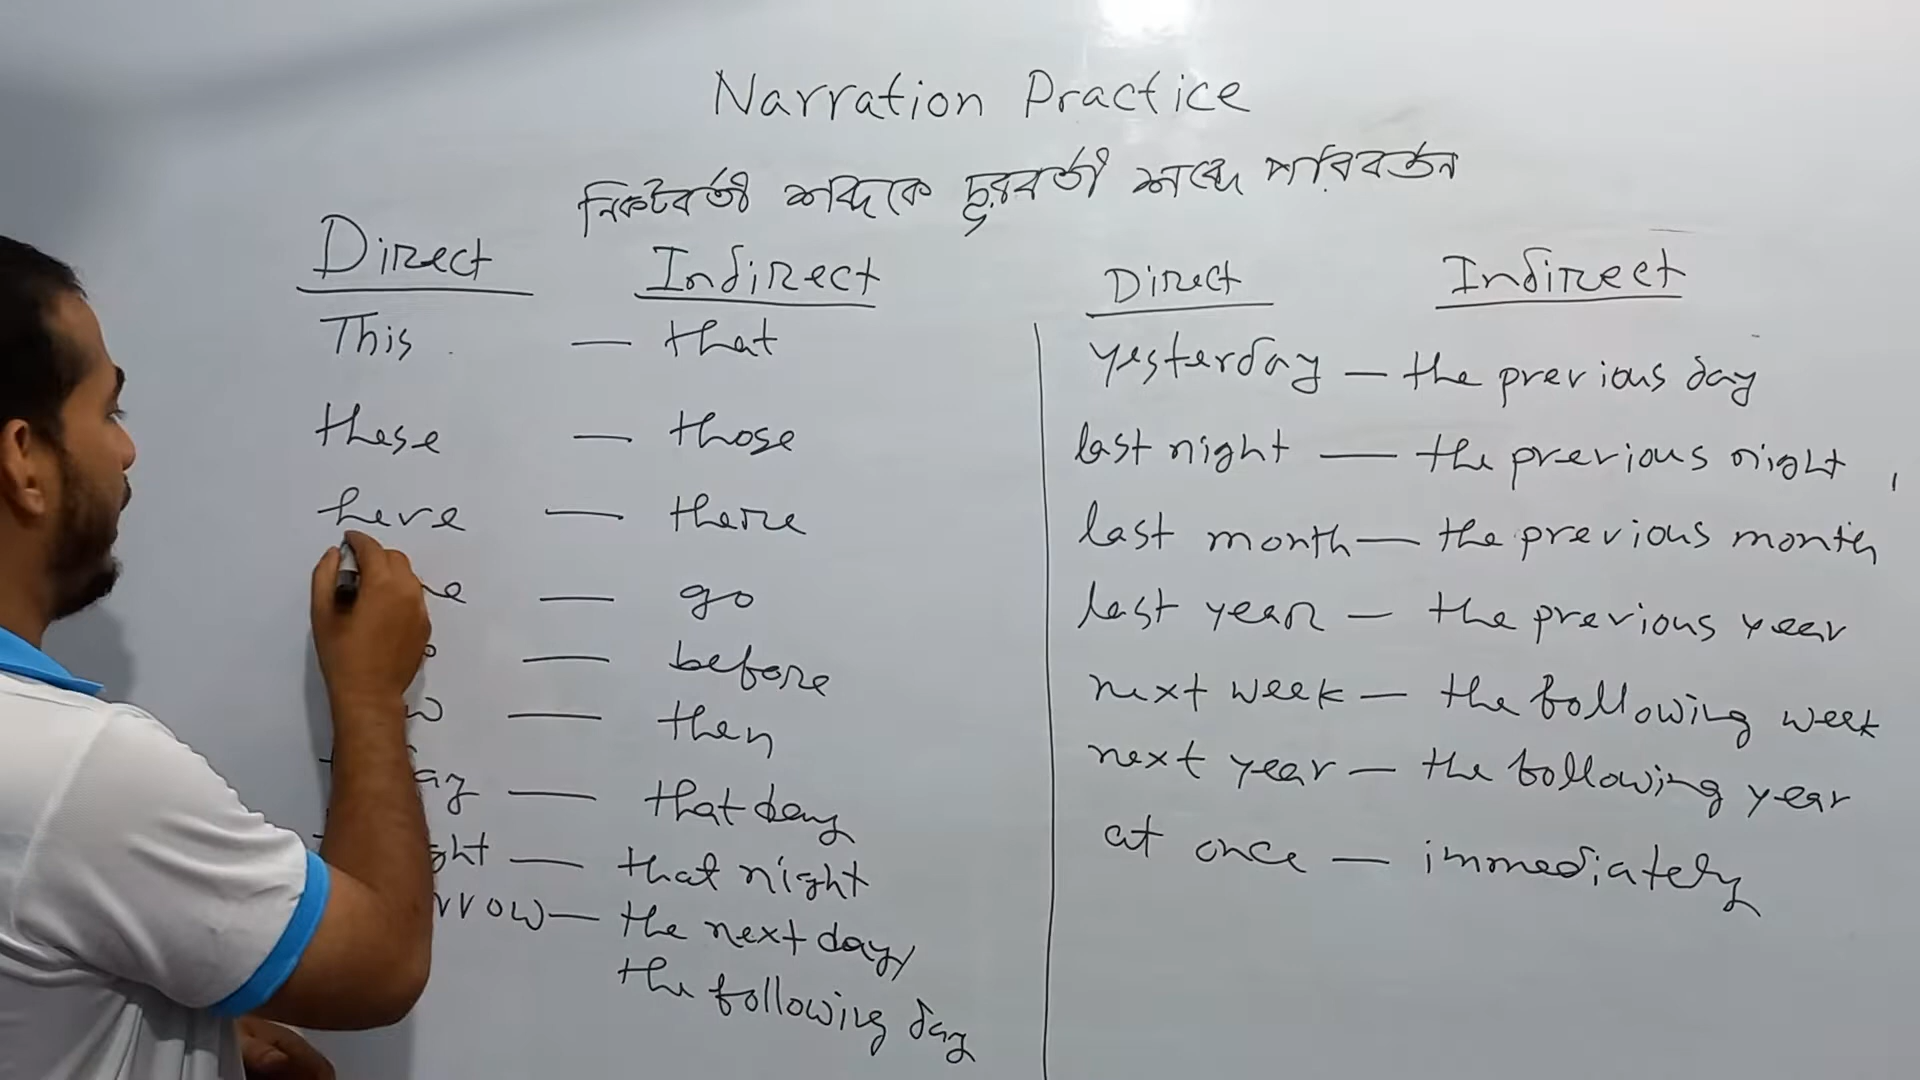 Narration Practice
নিকটবর্তী শব্দকে দূরবর্তী শব্দে পরিবর্তন
Direct Indirect
This — that
these — those
here — there
— go
— before
— then
— that day
— that night
— the next day/
the following day
Direct Indirect
yesterday — the previous day
last night — the previous night
last month — the previous month
last year — the previous year
next week — the following week
next year — the following year
at once — immediately